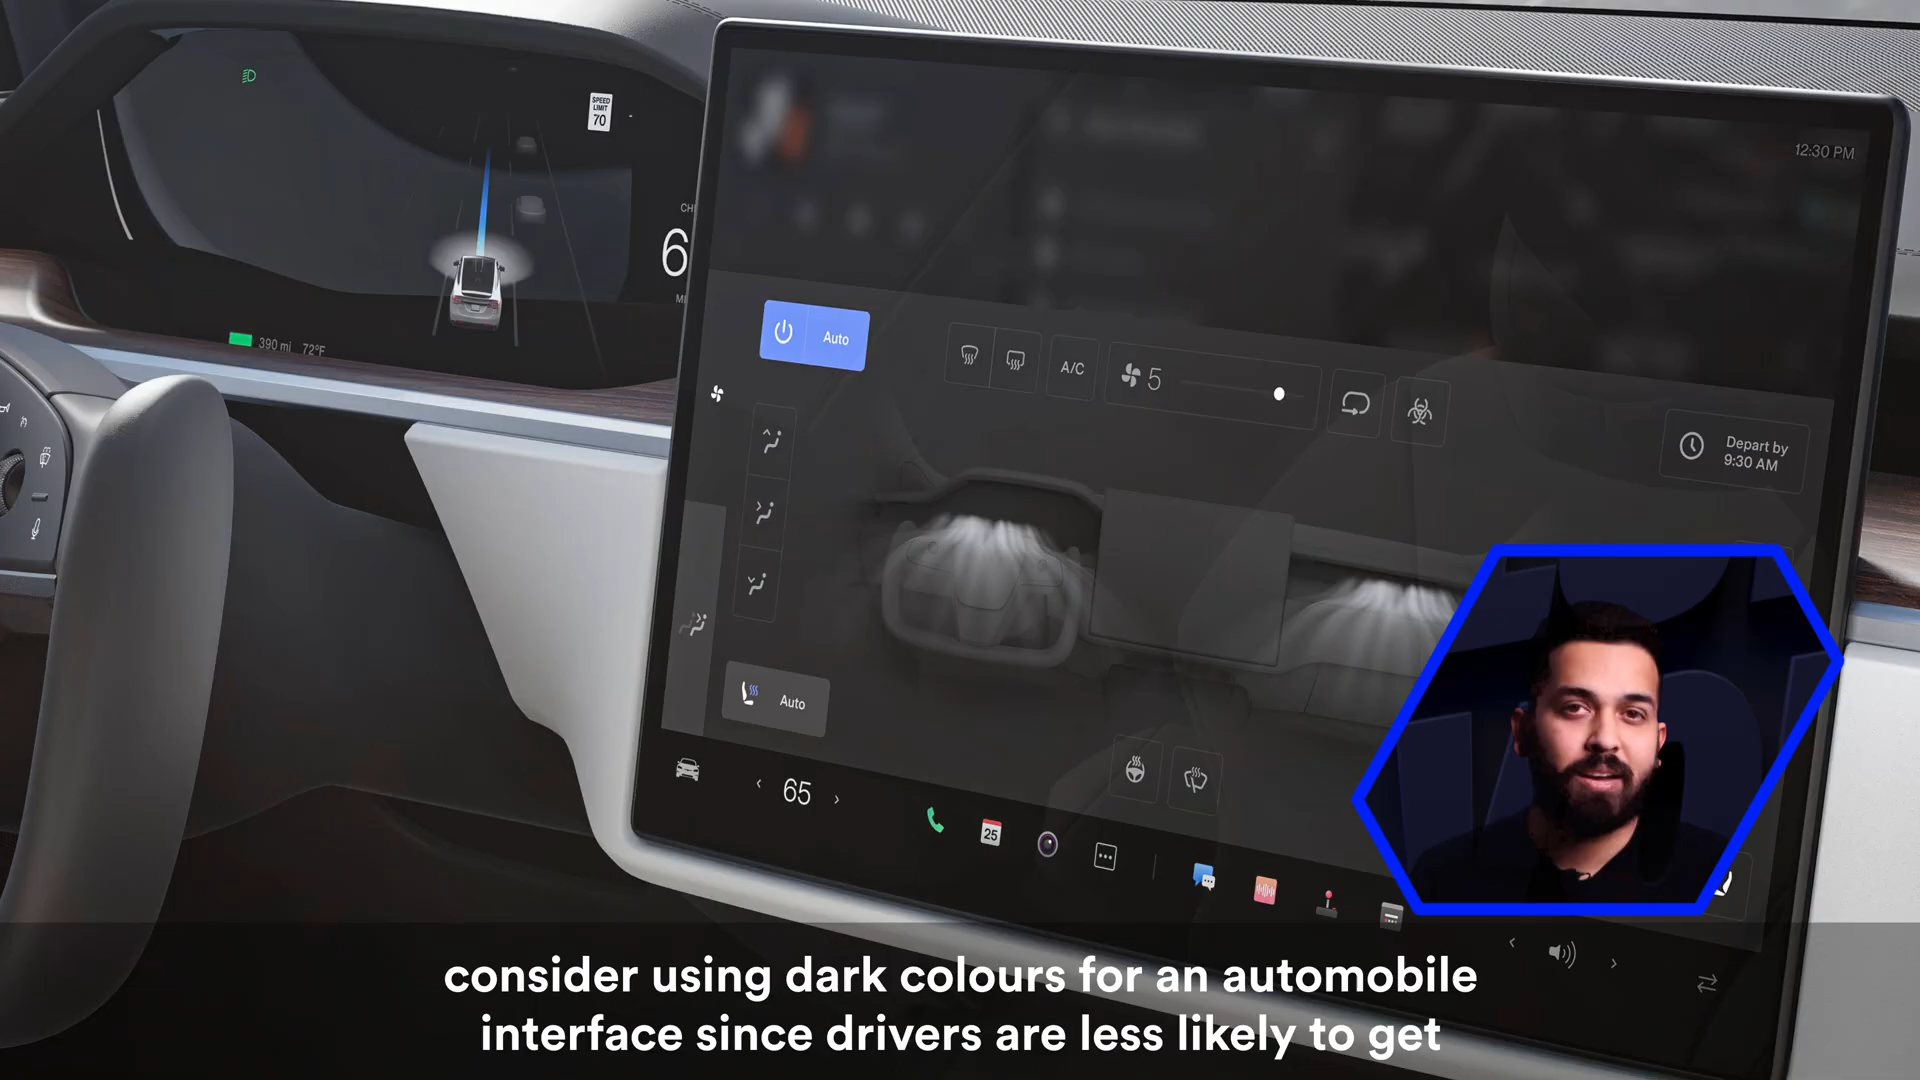 SPEED
LIMIT
70
12:30 PM
6
390 mi 72°F
Auto
A/C
5
Depart by
9:30 AM
Auto
65
25
consider using dark colours for an automobile
interface since drivers are less likely to get